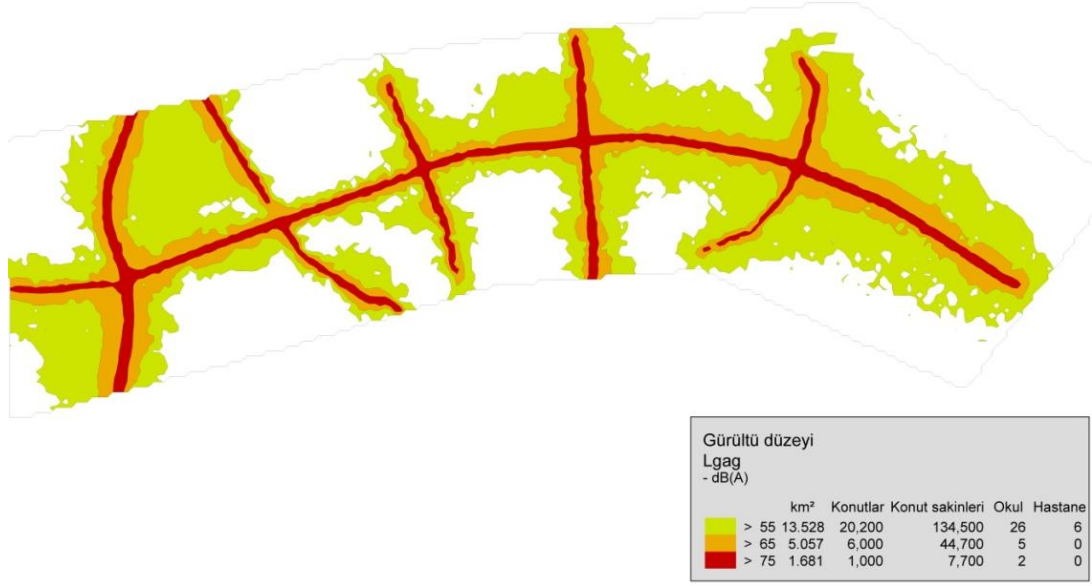 Gürültü düzeyi
Lgag
- dB(A)
km² Konutlar Konut sakinleri Okul Hastane
> 55 13.528 20,200 134,500 26 6
> 65 5.057 6,000 44,700 5 0
> 75 1.681 1,000 7,700 2 0